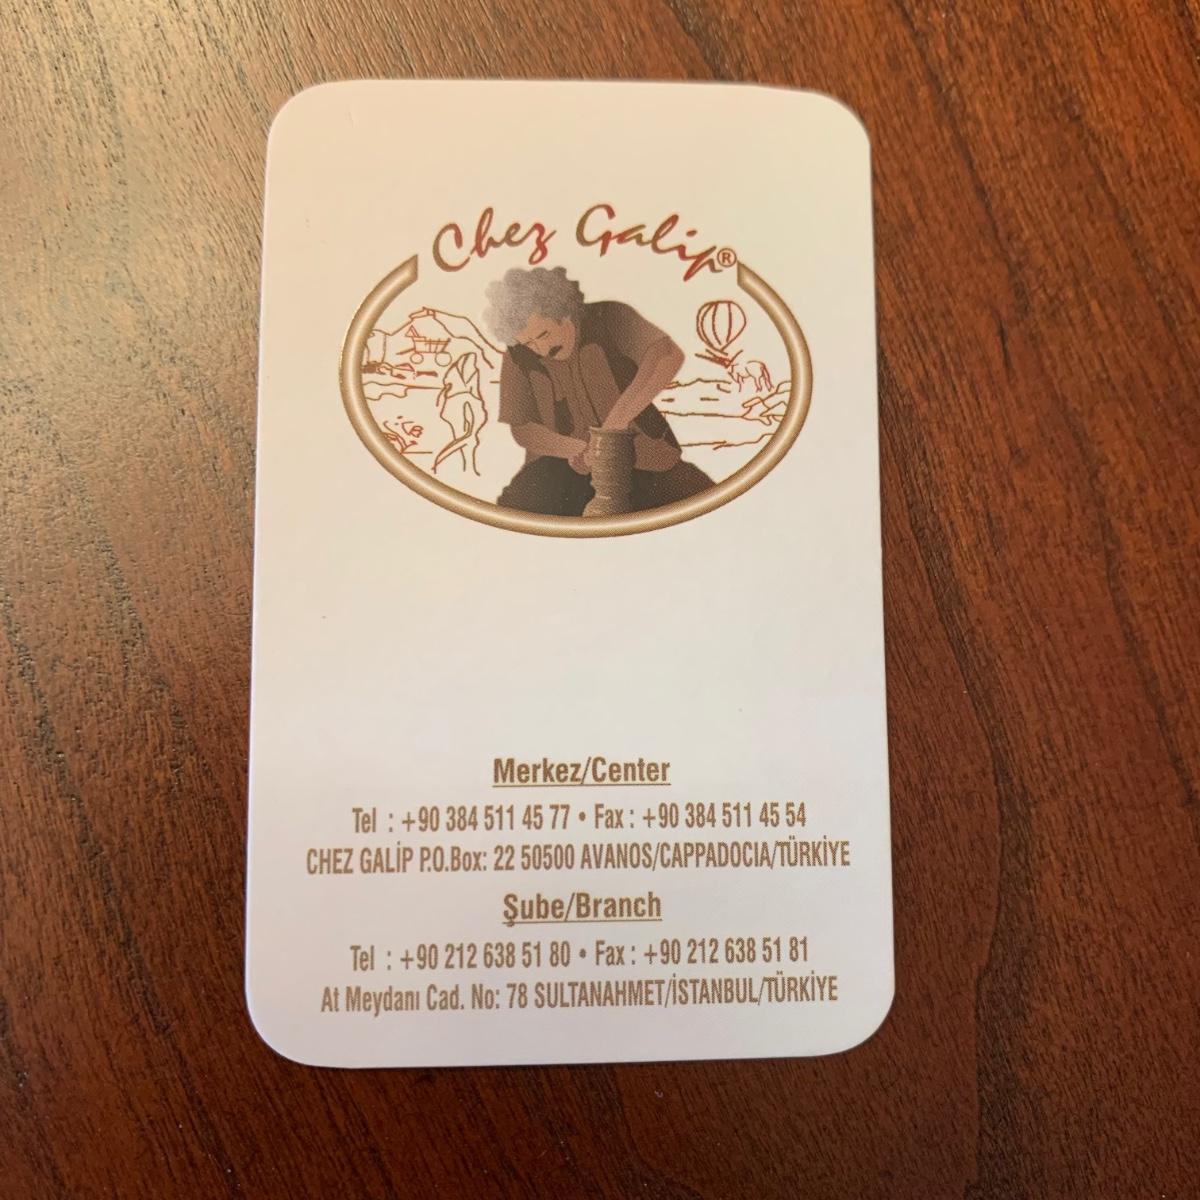 Chez Galip®
Merkez/Center
Tel : +90 384 511 45 77 • Fax : +90 384 511 45 54
CHEZ GALİP P.O.Box: 22 50500 AVANOS/CAPPADOCIA/TÜRKİYE
Şube/Branch
Tel : +90 212 638 51 80 • Fax : +90 212 638 51 81
At Meydanı Cad. No: 78 SULTANAHMET/İSTANBUL/TÜRKİYE